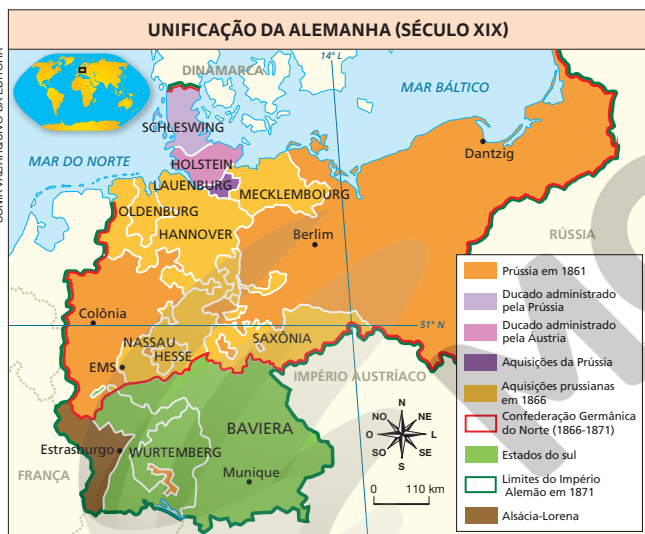 UNIFICAÇÃO DA ALEMANHA (SÉCULO XIX)
14° L
DINAMARCA
MAR BÁLTICO
SCHLESWING
MAR DO NORTE
HOLSTEIN
Dantzig
LAUENBURG
MECKLEMBOURG
OLDENBURG
HANNOVER
Berlim
RÚSSIA
Colônia
51° N
NASSAU
HESSE
SAXÔNIA
EMS
IMPÉRIO AUSTRÍACO
BAVIERA
Estrasburgo
WURTEMBERG
FRANÇA
Munique
N
NO
NE
O
L
SO
SE
S
0 110 km
Prússia em 1861
Ducado administrado
pela Prússia
Ducado administrado
pela Áustria
Aquisições da Prússia
Aquisições prussianas
em 1866
Confederação Germânica
do Norte (1866-1871)
Estados do sul
Limites do Império
Alemão em 1871
Alsácia-Lorena